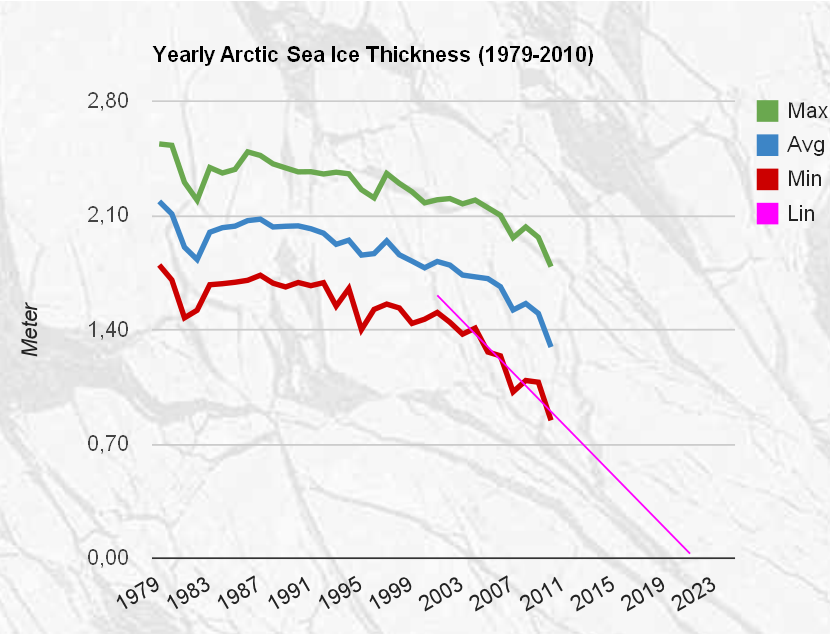 Yearly Arctic Sea Ice Thickness (1979-2010)
2,80
2,10
1,40
0,70
0,00
Meter
1979 1983 1987 1991 1995 1999 2003 2007 2011 2015 2019 2023
Max
Avg
Min
Lin